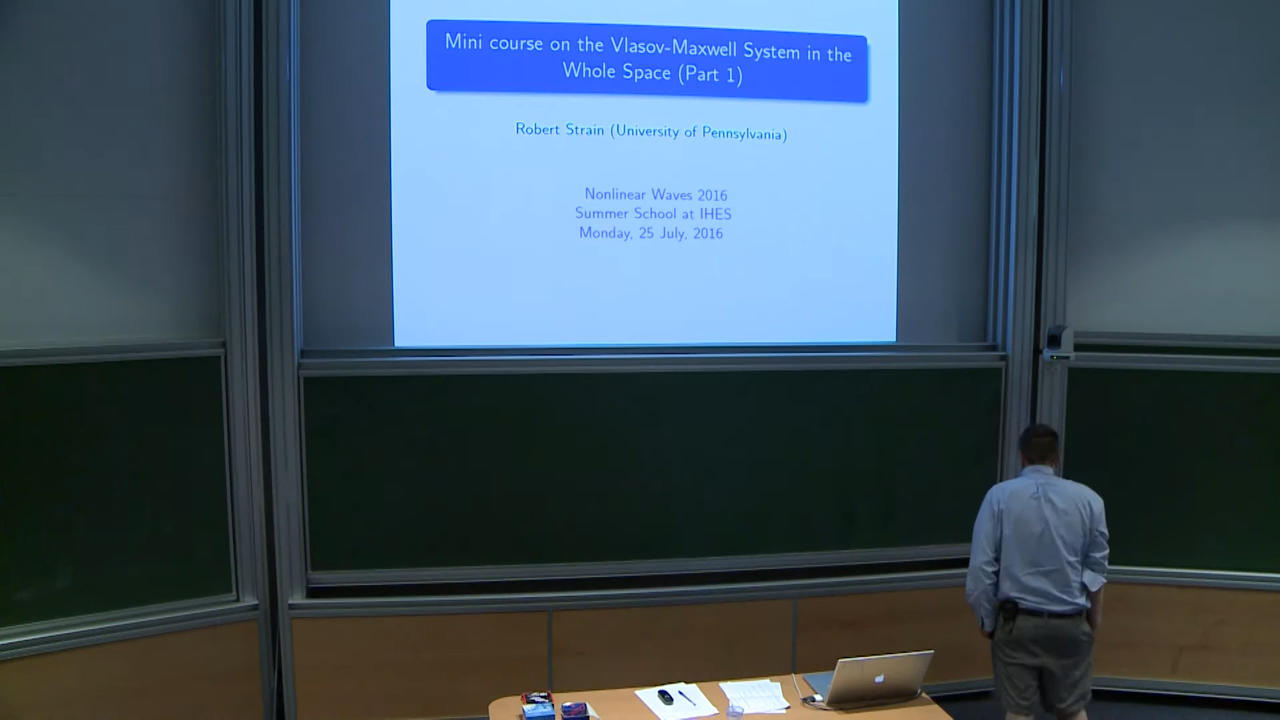 Mini course on the Vlasov-Maxwell System in the
Whole Space (Part 1)
Robert Strain (University of Pennsylvania)
Nonlinear Waves 2016
Summer School at IHES
Monday, 25 July, 2016